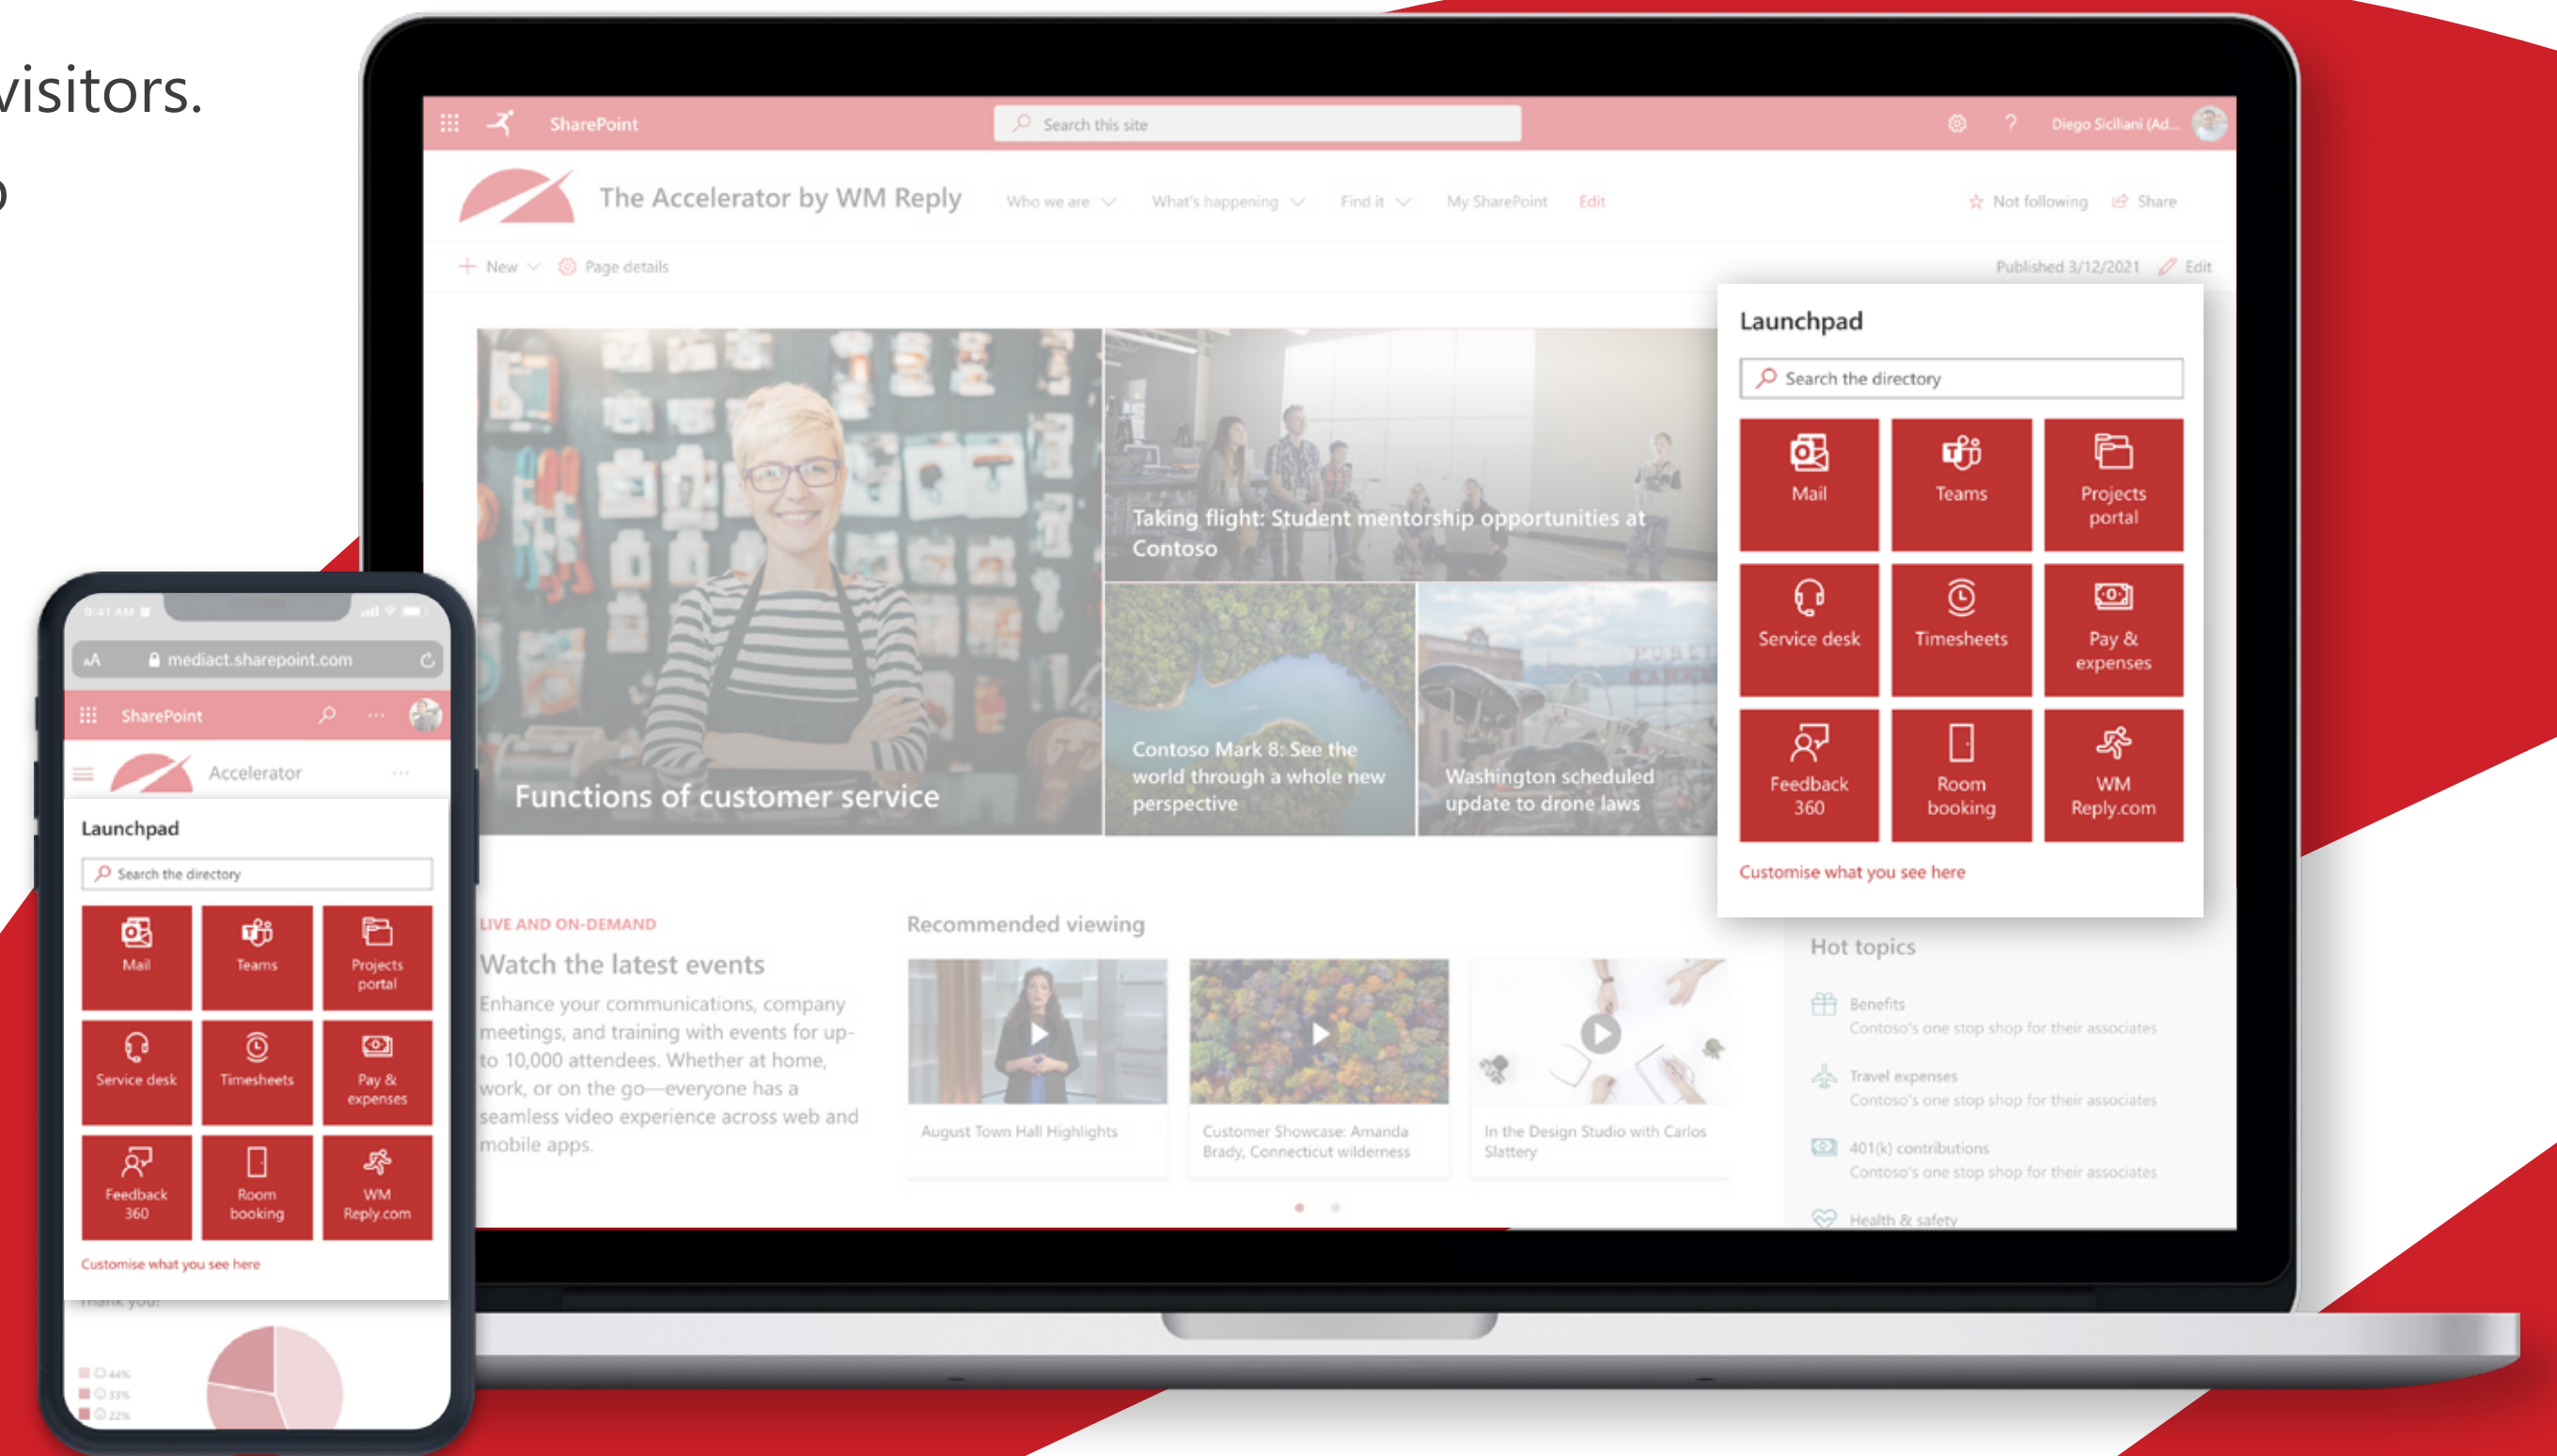 visitors.
SharePoint
Search this site
? Diego Siciliani (Ad...
The Accelerator by WM Reply
Who we are
What's happening
Find it
My SharePoint
Edit
Not following
Share
New
Page details
Published 3/12/2021
Edit
Functions of customer service
Taking flight: Student mentorship opportunities at
Contoso
Contoso Mark 8: See the
world through a whole new
perspective
Washington scheduled
update to drone laws
Launchpad
Search the directory
Mail
Teams
Projects
portal
Service desk
Timesheets
Pay &
expenses
Feedback
360
Room
booking
WM
Reply.com
Customise what you see here
LIVE AND ON-DEMAND
Watch the latest events
Enhance your communications, company
meetings, and training with events for up-
to 10,000 attendees. Whether at home,
work, or on the go—everyone has a
seamless video experience across web and
mobile apps.
Recommended viewing
August Town Hall Highlights
Customer Showcase: Amanda
Brady, Connecticut wilderness
In the Design Studio with Carlos
Slattery
Hot topics
Benefits
Contoso's one stop shop for their associates
Travel expenses
Contoso's one stop shop for their associates
401(k) contributions
Contoso's one stop shop for their associates
Health & safety
9:41 AM
AA
mediact.sharepoint.com
SharePoint
...
Accelerator
...
Launchpad
Search the directory
Mail
Teams
Projects
portal
Service desk
Timesheets
Pay &
expenses
Feedback
360
Room
booking
WM
Reply.com
Customise what you see here
Thank you!
44%
33%
22%